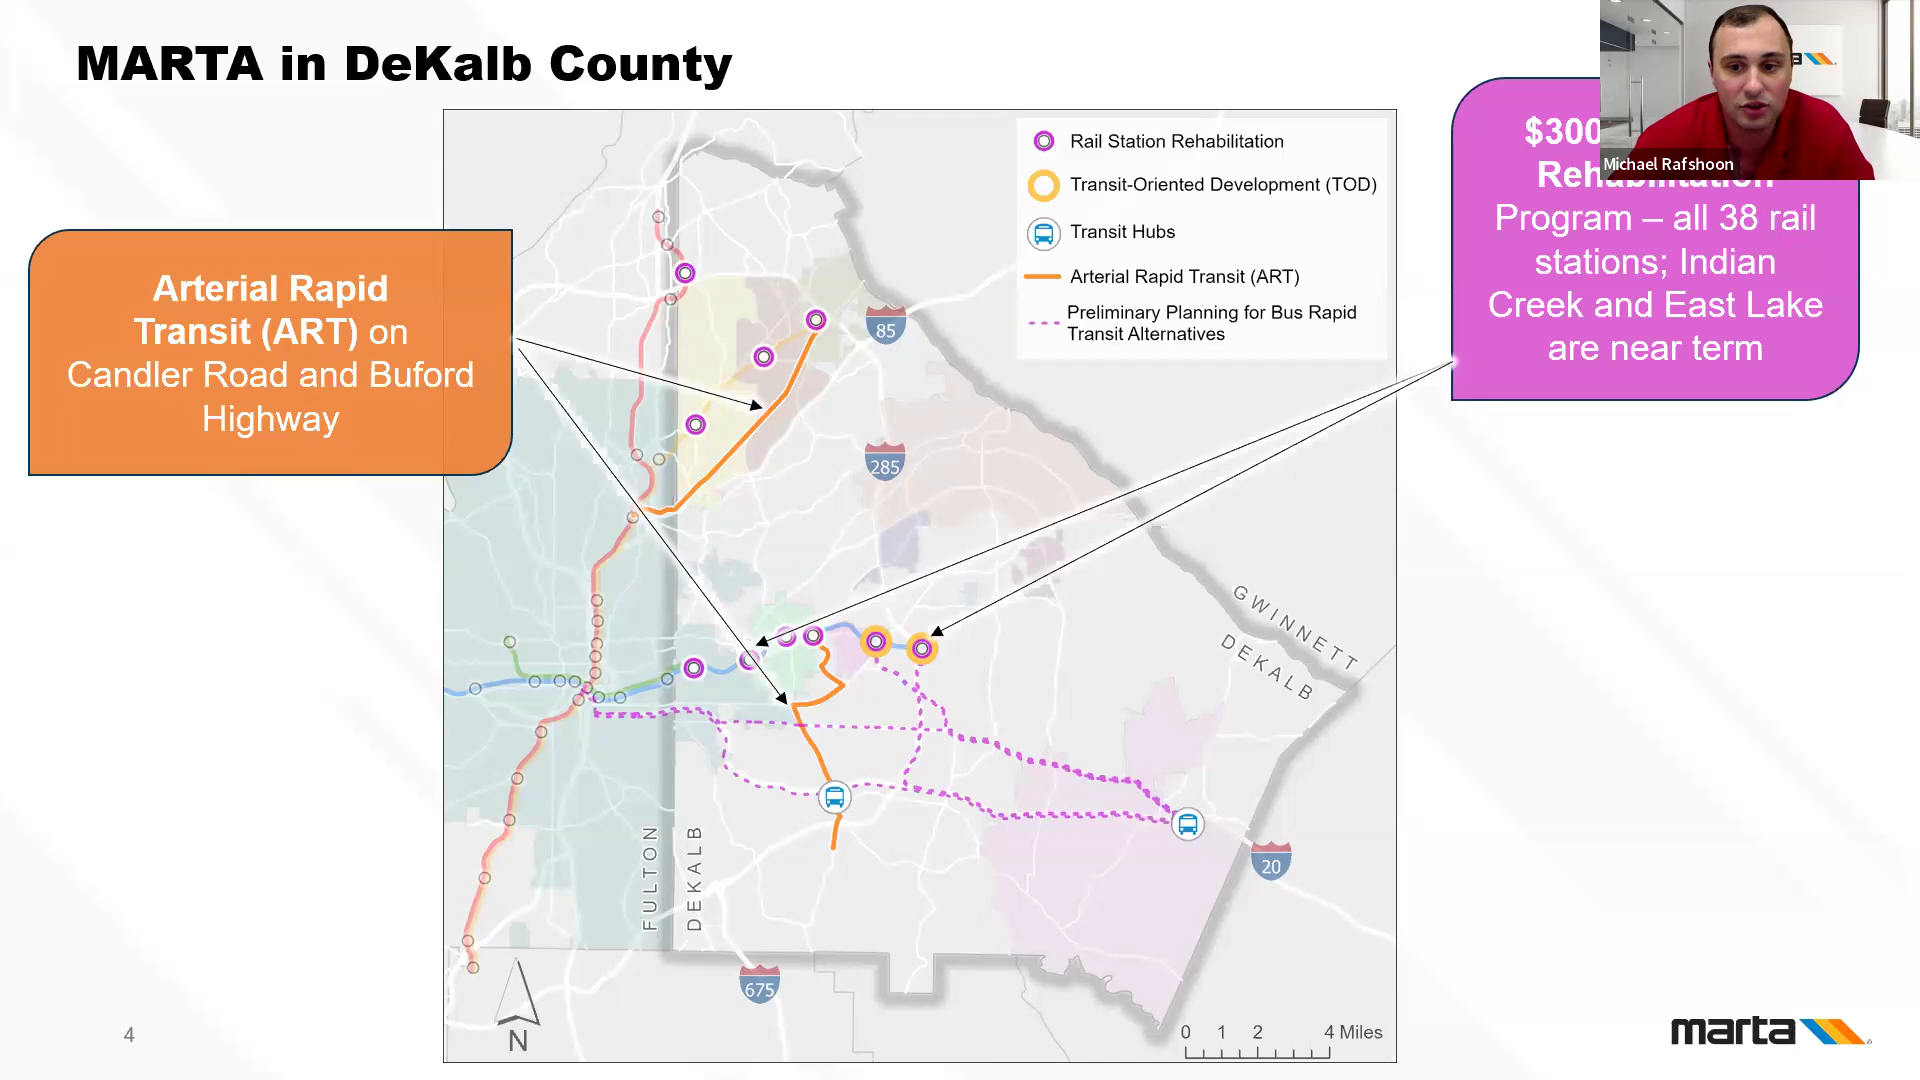 MARTA in DeKalb County
Michael Rafshoon
Arterial Rapid
Transit (ART) on
Candler Road and Buford
Highway
$300
Rehabilitation
Program – all 38 rail
stations; Indian
Creek and East Lake
are near term
Rail Station Rehabilitation
Transit-Oriented Development (TOD)
Transit Hubs
Arterial Rapid Transit (ART)
Preliminary Planning for Bus Rapid
Transit Alternatives
85
285
GWINNETT
DEKALB
FULTON
DEKALB
20
675
N
0 1 2 4 Miles
4
marta